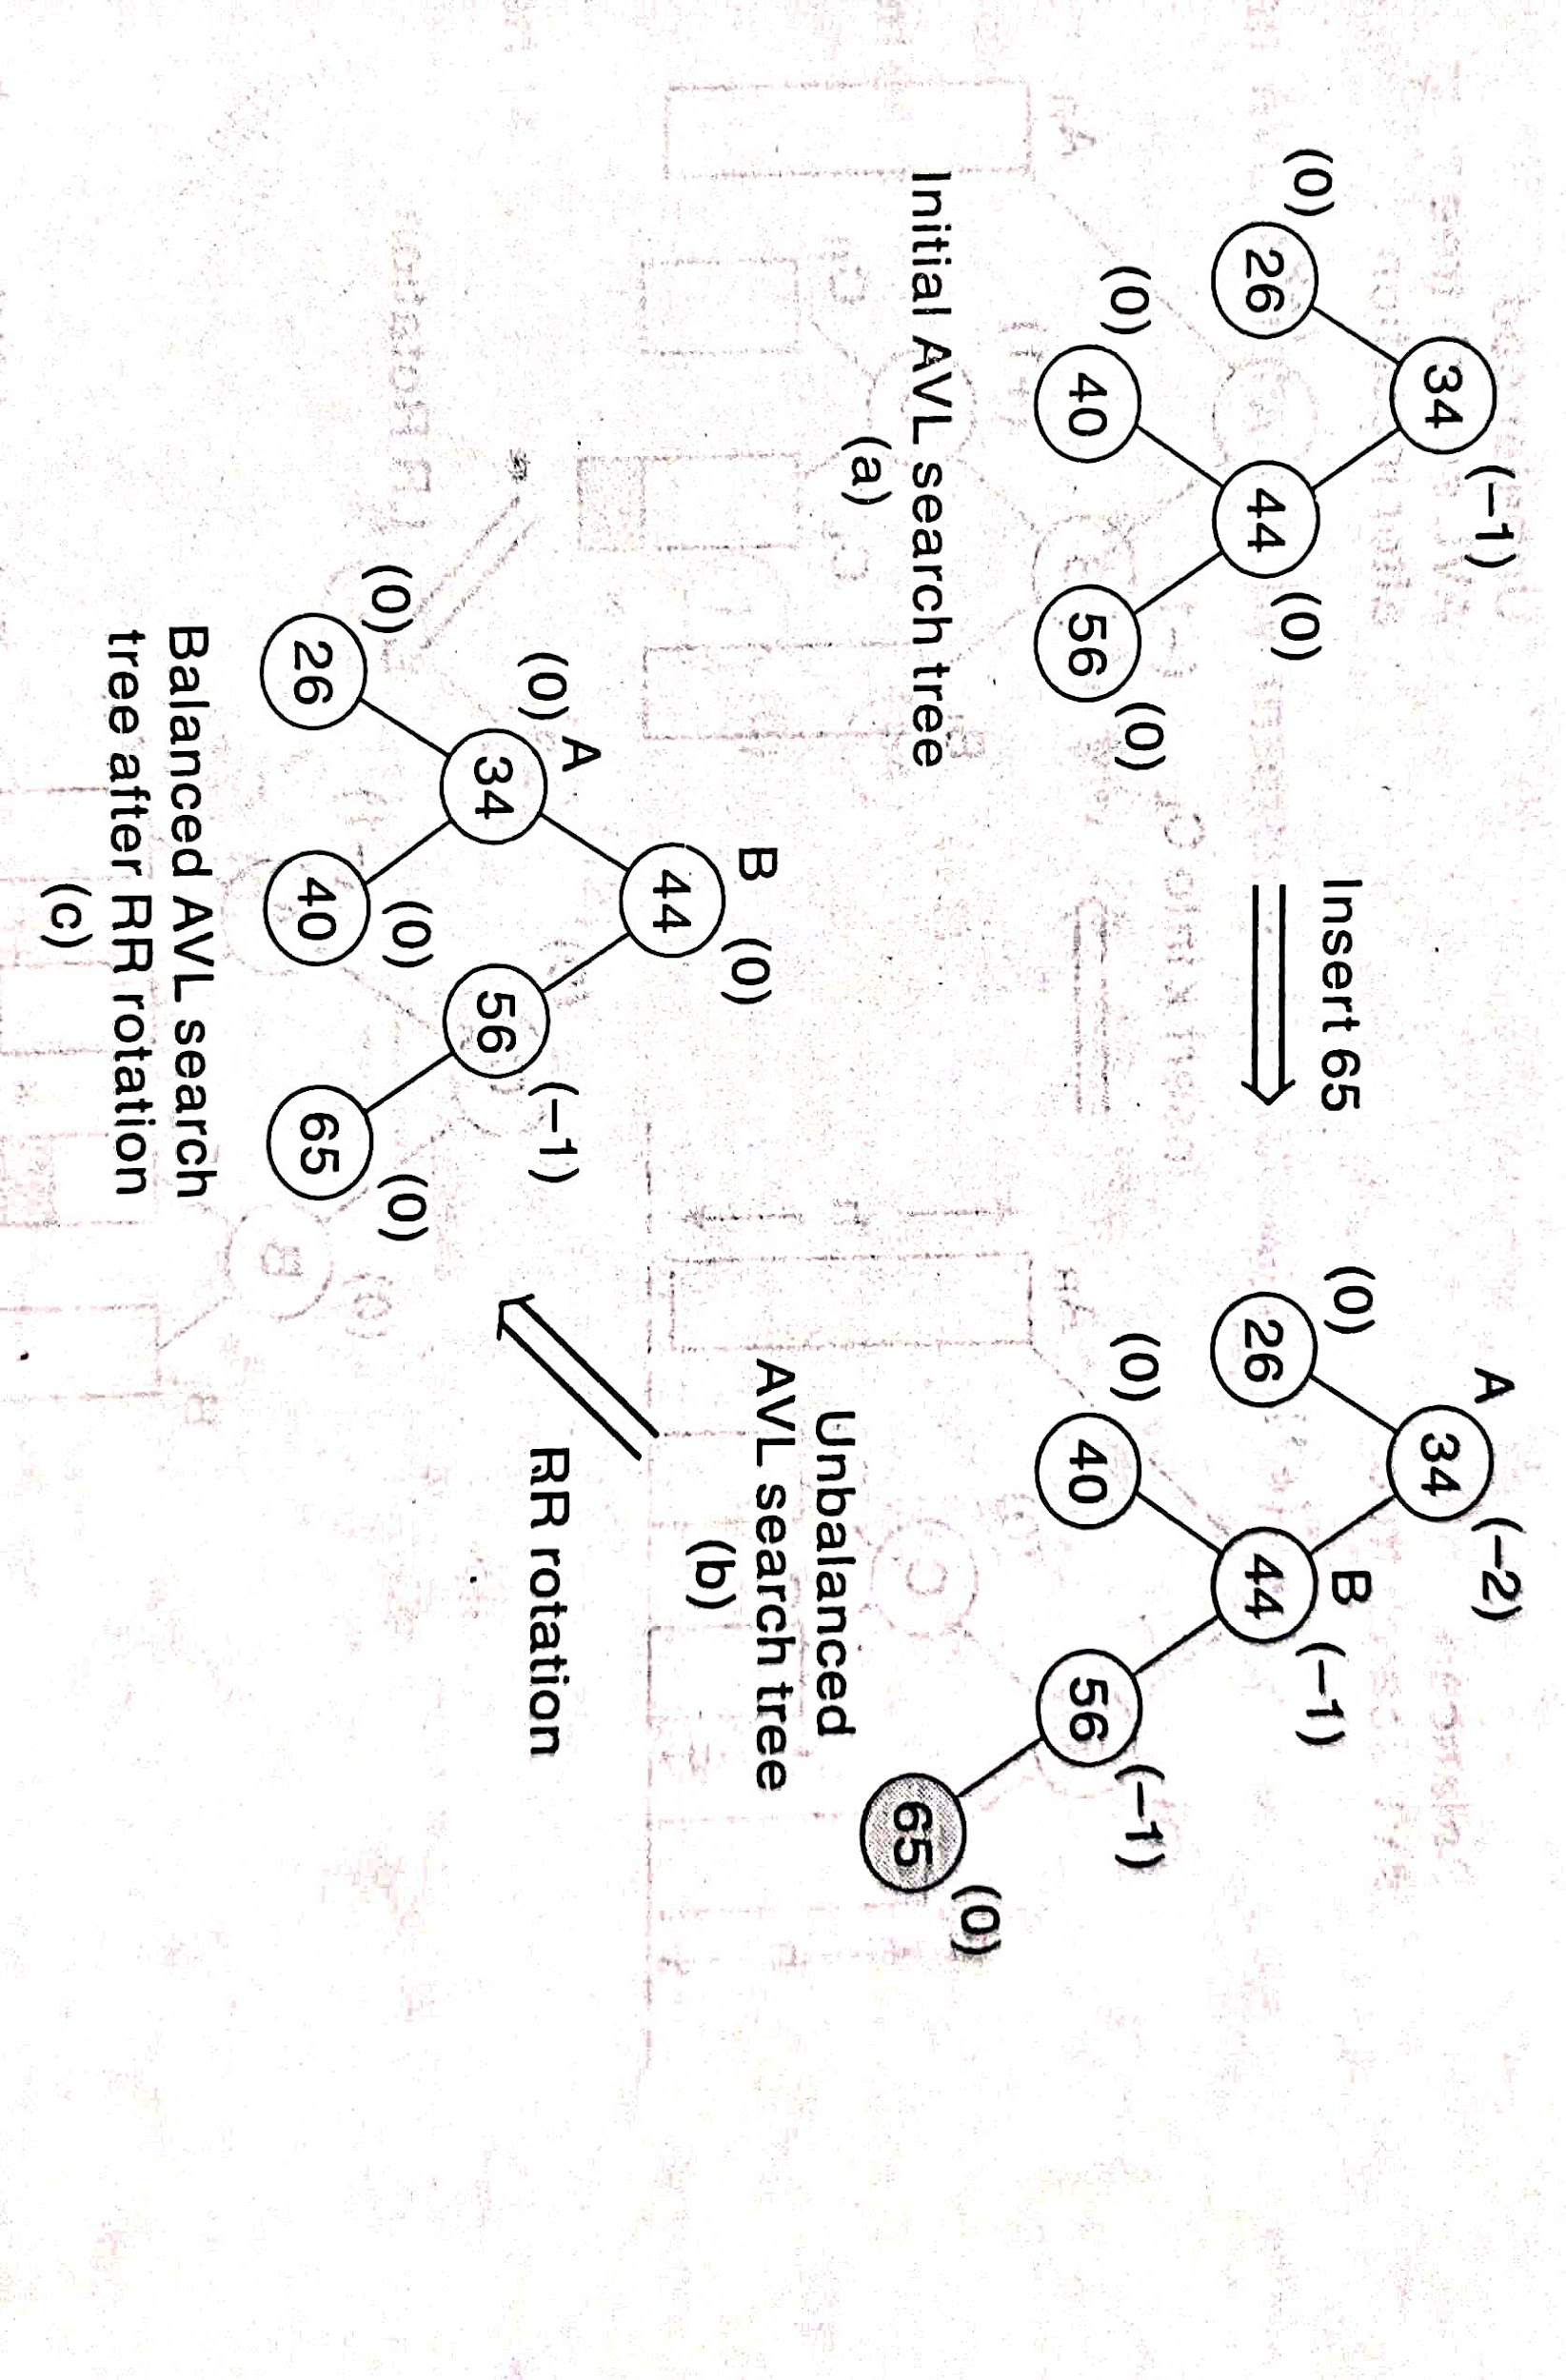 34
(–1)
(0)
26
44
(0)
(0)
40
56
(0)
Initial AVL search tree
(a)
Insert 65
A
34
(–2)
(0)
26
B
44
(–1)
(0)
40
56
(–1)
65
(0)
Unbalanced
AVL search tree
(b)
RR rotation
B
44
(0)
A
(0)
34
56
(–1)
(0)
26
40
(0)
65
(0)
Balanced AVL search
tree after RR rotation
(c)